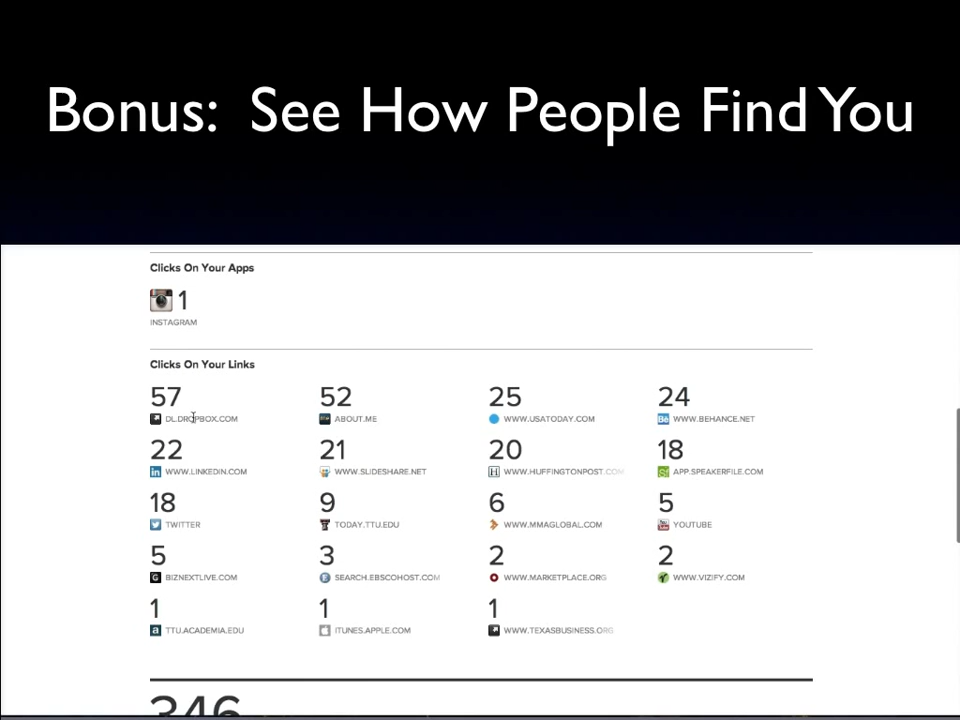 Bonus: See How People Find You
Clicks On Your Apps
1
INSTAGRAM
Clicks On Your Links
57 52 25 24
DL.DROPBOX.COM ABOUT.ME WWW.USATODAY.COM WWW.BEHANCE.NET
22 21 20 18
WWW.LINKEDIN.COM WWW.SLIDESHARE.NET WWW.HUFFINGTONPOST.COM APP.SPEAKERFILE.COM
18 9 6 5
TWITTER TODAY.TTU.EDU WWW.MMAGLOBAL.COM YOUTUBE
5 3 2 2
BIZNEXTLIVE.COM SEARCH.EBSCOHOST.COM WWW.MARKETPLACE.ORG WWW.VIZIFY.COM
1 1 1
TTU.ACADEMIA.EDU ITUNES.APPLE.COM WWW.TEXASBUSINESS.ORG
346